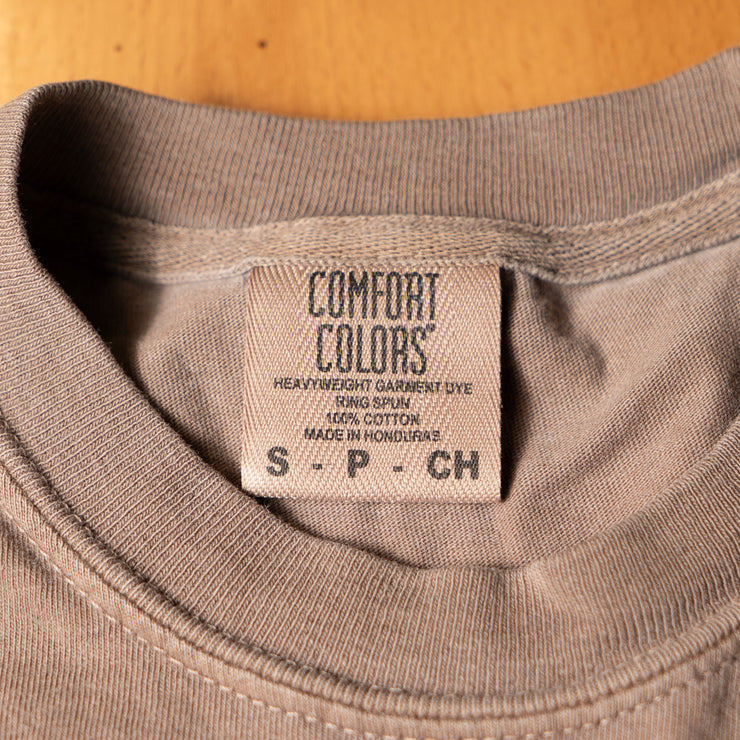 COMFORT
COLORS®
HEAVYWEIGHT GARMENT DYE
RING SPUN
100% COTTON
MADE IN HONDURAS
S - P - CH